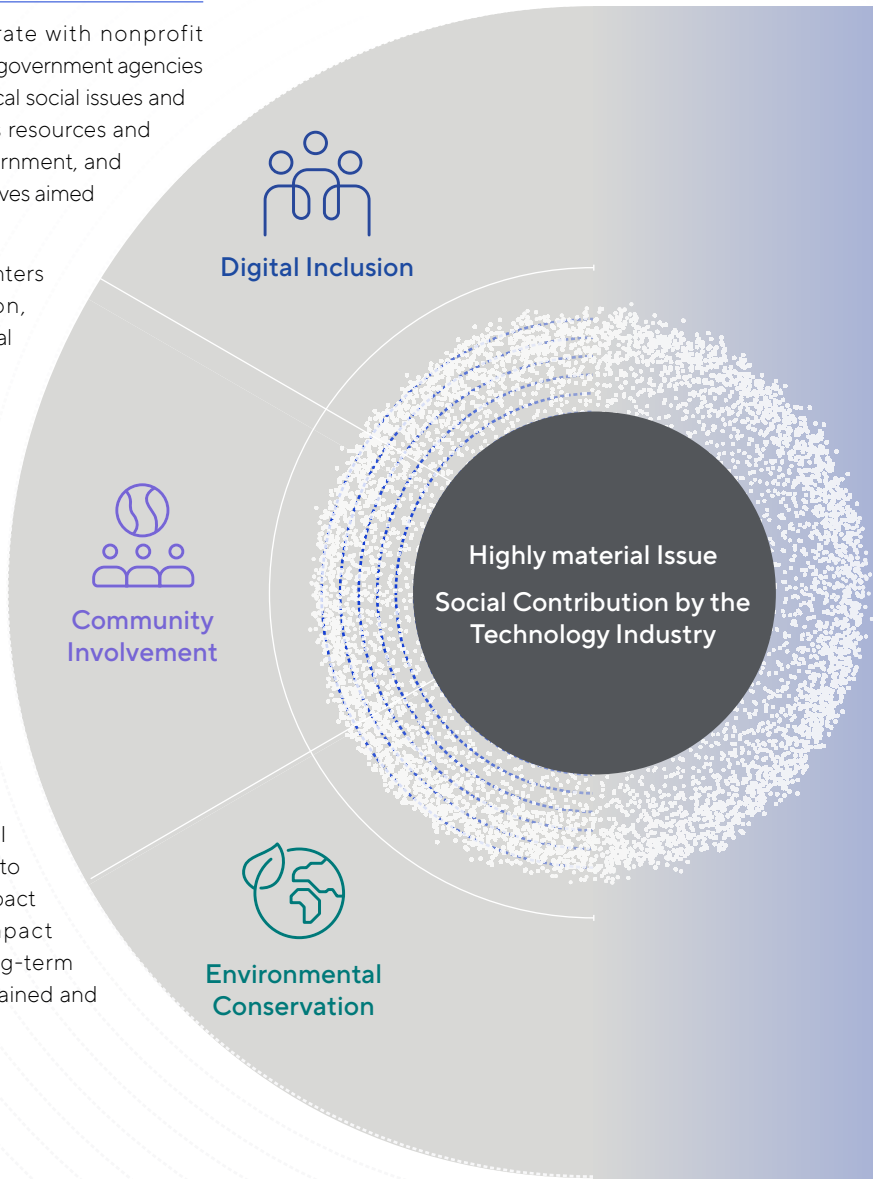 rate with nonprofit
government agencies
cal social issues and
resources and
ernment, and
ves aimed
nters
on,
al
Digital Inclusion
Highly material Issue
Social Contribution by the
Technology Industry
Community
Involvement
l
to
pact
pact
g-term
ained and
Environmental
Conservation